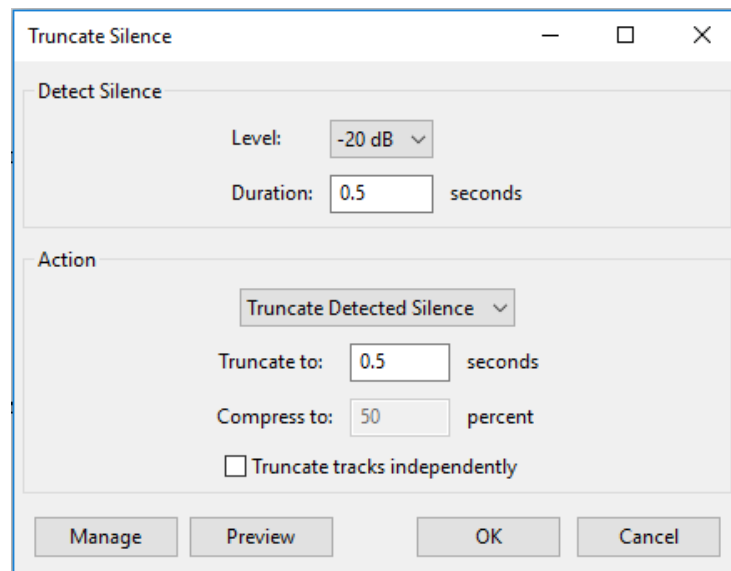 Truncate Silence
Detect Silence
Level: -20 dB
Duration: 0.5 seconds
Action
Truncate Detected Silence
Truncate to: 0.5 seconds
Compress to: 50 percent
Truncate tracks independently
Manage Preview OK Cancel